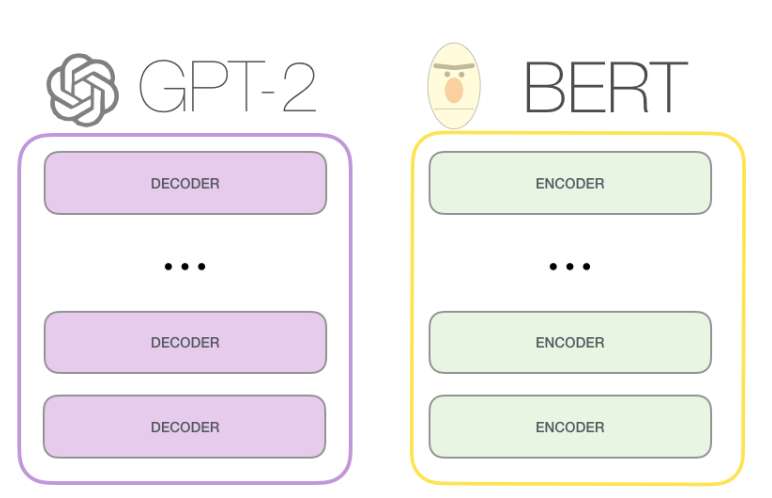 GPT-2
DECODER
•••
DECODER
DECODER
BERT
ENCODER
•••
ENCODER
ENCODER